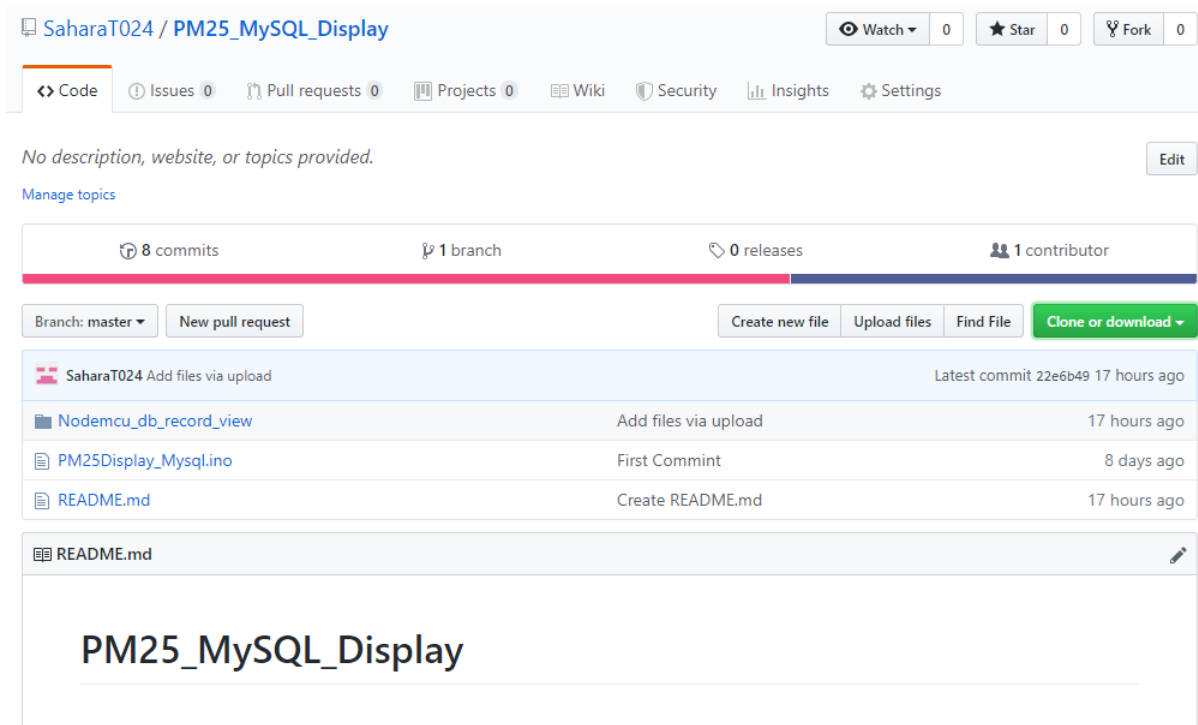 SaharaT024 / PM25_MySQL_Display
Watch 0 Star 0 Fork 0
Code Issues 0 Pull requests 0 Projects 0 Wiki Security Insights Settings
No description, website, or topics provided. Edit
Manage topics
8 commits 1 branch 0 releases 1 contributor
Branch: master New pull request Create new file Upload files Find File Clone or download
SaharaT024 Add files via upload Latest commit 22e6b49 17 hours ago
Nodemcu_db_record_view Add files via upload 17 hours ago
PM25Display_Mysql.ino First Commint 8 days ago
README.md Create README.md 17 hours ago
README.md
PM25_MySQL_Display